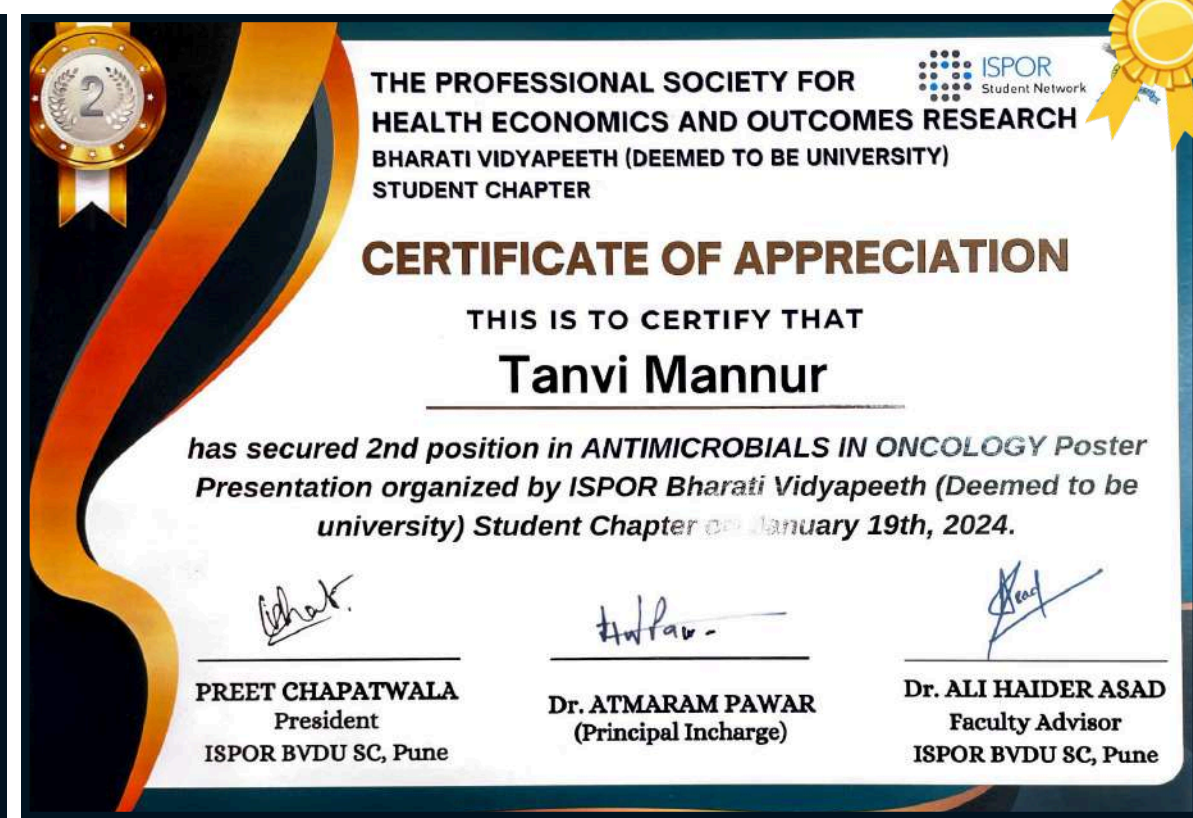 2
THE PROFESSIONAL SOCIETY FOR
HEALTH ECONOMICS AND OUTCOMES RESEARCH
BHARATI VIDYAPEETH (DEEMED TO BE UNIVERSITY)
STUDENT CHAPTER
ISPOR
Student Network
CERTIFICATE OF APPRECIATION
THIS IS TO CERTIFY THAT
Tanvi Mannur
has secured 2nd position in ANTIMICROBIALS IN ONCOLOGY Poster
Presentation organized by ISPOR Bharati Vidyapeeth (Deemed to be
university) Student Chapter on January 19th, 2024.
PREET CHAPATWALA
President
ISPOR BVDU SC, Pune
Dr. ATMARAM PAWAR
(Principal Incharge)
Dr. ALI HAIDER ASAD
Faculty Advisor
ISPOR BVDU SC, Pune